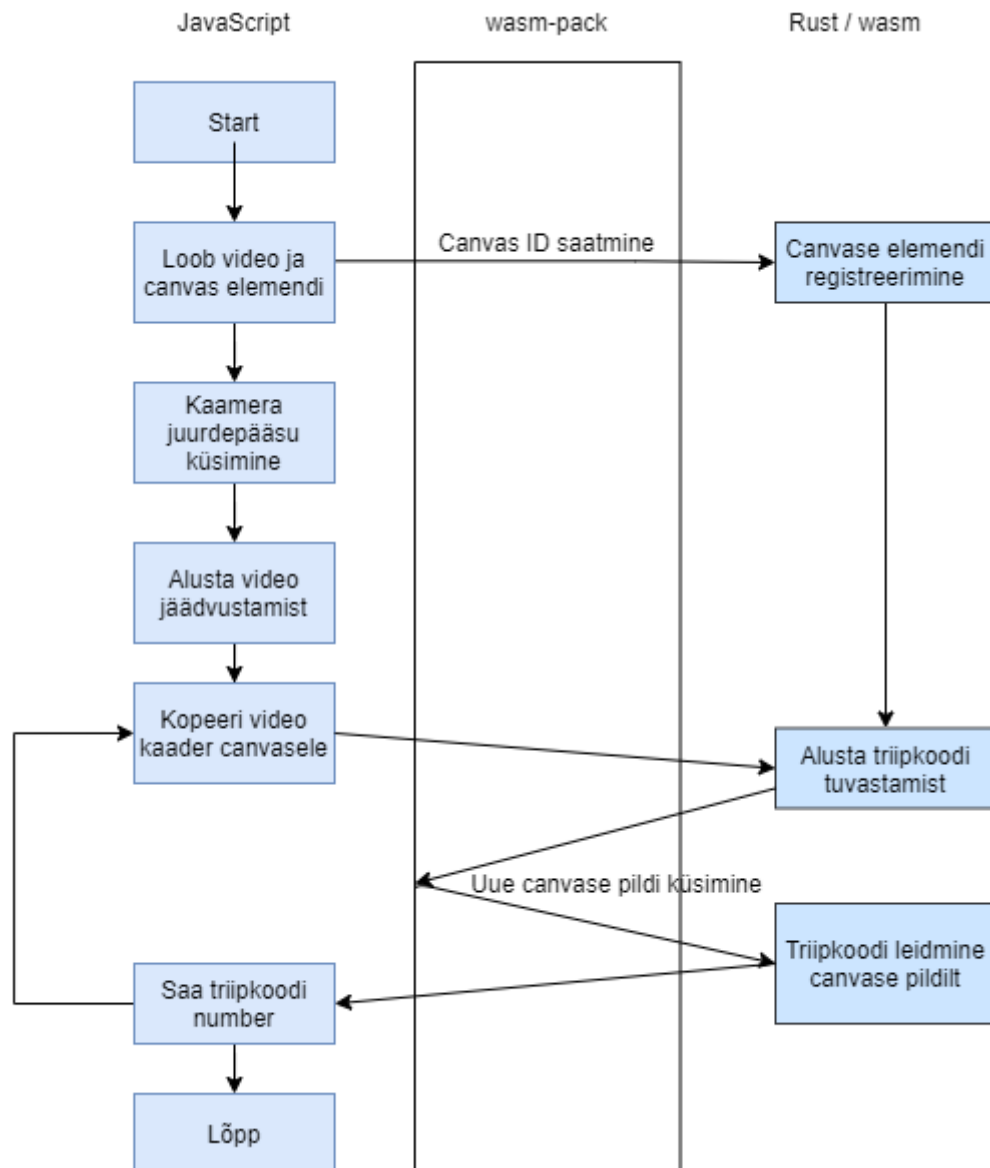 JavaScript
wasm-pack
Rust / wasm
Start
Loob video ja
canvas elemendi
Canvas ID saatmine
Canvase elemendi
registreerimine
Kaamera
juurdepääsu
küsimine
Alusta video
jäädvustamist
Kopeeri video
kaader canvasele
Alusta triipkoodi
tuvastamist
Uue canvase pildi küsimine
Triipkoodi leidmine
canvase pildilt
Saa triipkoodi
number
Lõpp